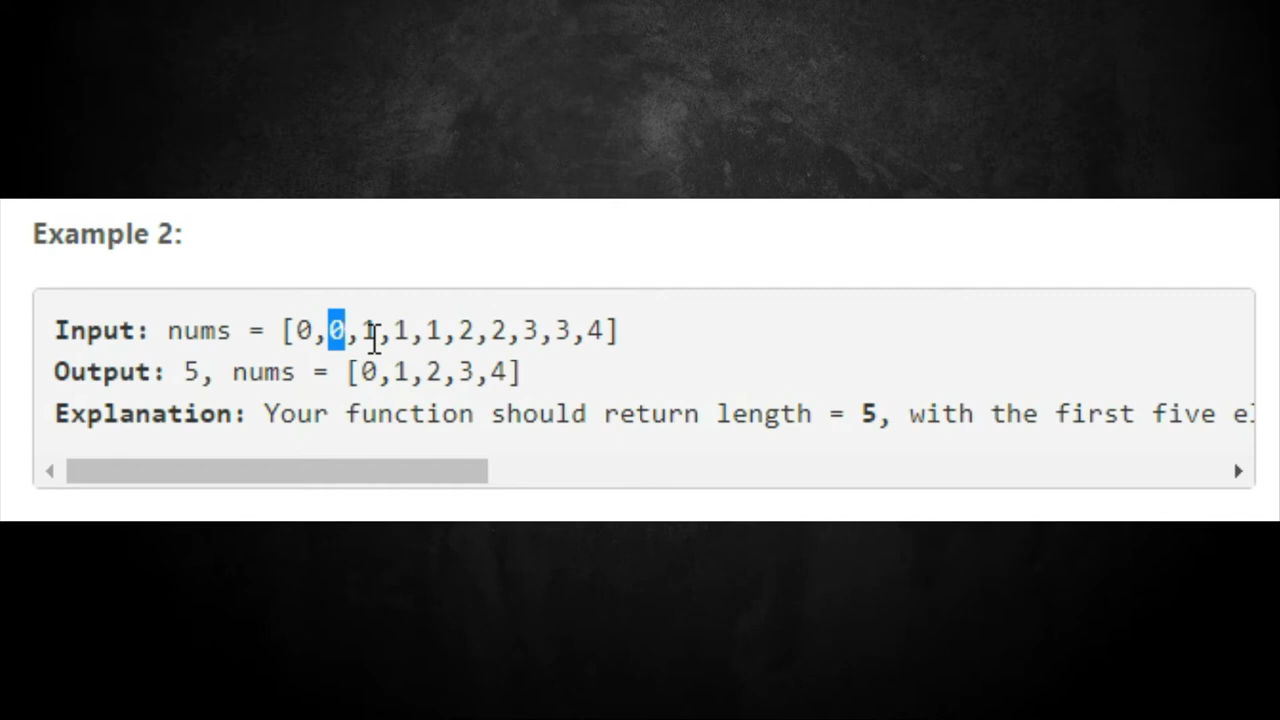 Example 2:
Input: nums = [0,0,1,1,1,2,2,3,3,4]
Output: 5, nums = [0,1,2,3,4]
Explanation: Your function should return length = 5, with the first five el